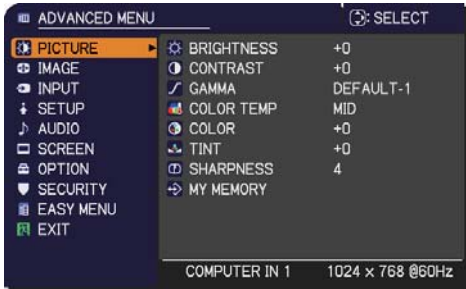 ADVANCED MENU : SELECT
PICTURE BRIGHTNESS +0
IMAGE CONTRAST +0
INPUT GAMMA DEFAULT-1
SETUP COLOR TEMP MID
AUDIO COLOR +0
SCREEN TINT +0
OPTION SHARPNESS 4
SECURITY MY MEMORY
EASY MENU
EXIT
COMPUTER IN 1 1024 x 768 @60Hz